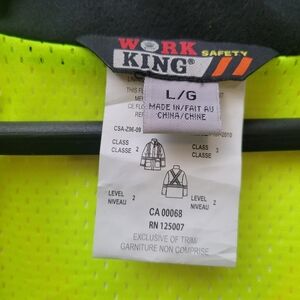 WORK
KING® SAFETY
L/G
MADE IN/FAIT AU
CHINA/CHINE
CSA-Z96-09
2010
CLASS 2 CLASS 3
CLASSE CLASSE
LEVEL 2 LEVEL 2
NIVEAU NIVEAU
CA 00068
RN 125007
EXCLUSIVE OF TRIM/
GARNITURE NON COMPRISE